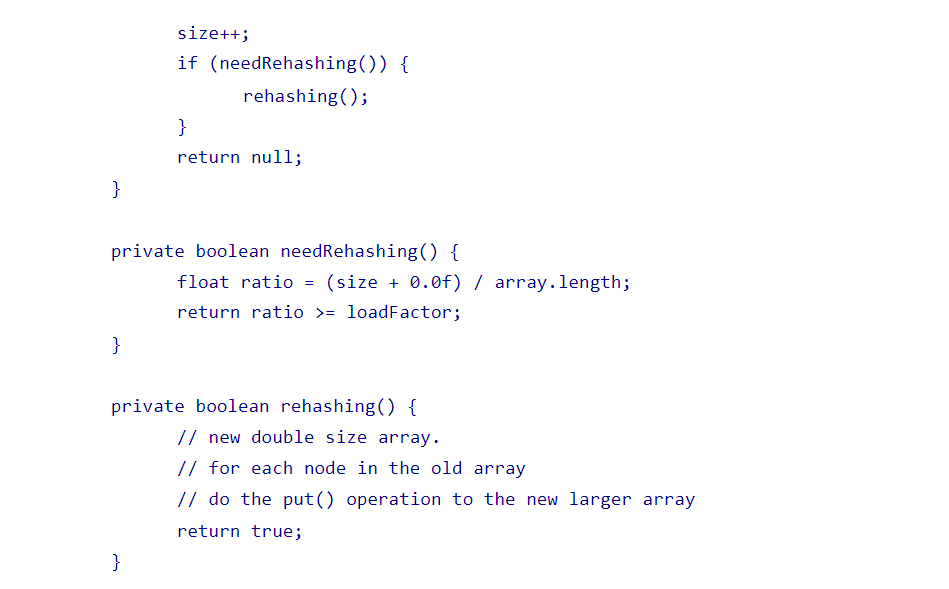 size++;
if (needRehashing()) {
rehashing();
}
return null;
}
private boolean needRehashing() {
float ratio = (size + 0.0f) / array.length;
return ratio >= loadFactor;
}
private boolean rehashing() {
// new double size array.
// for each node in the old array
// do the put() operation to the new larger array
return true;
}